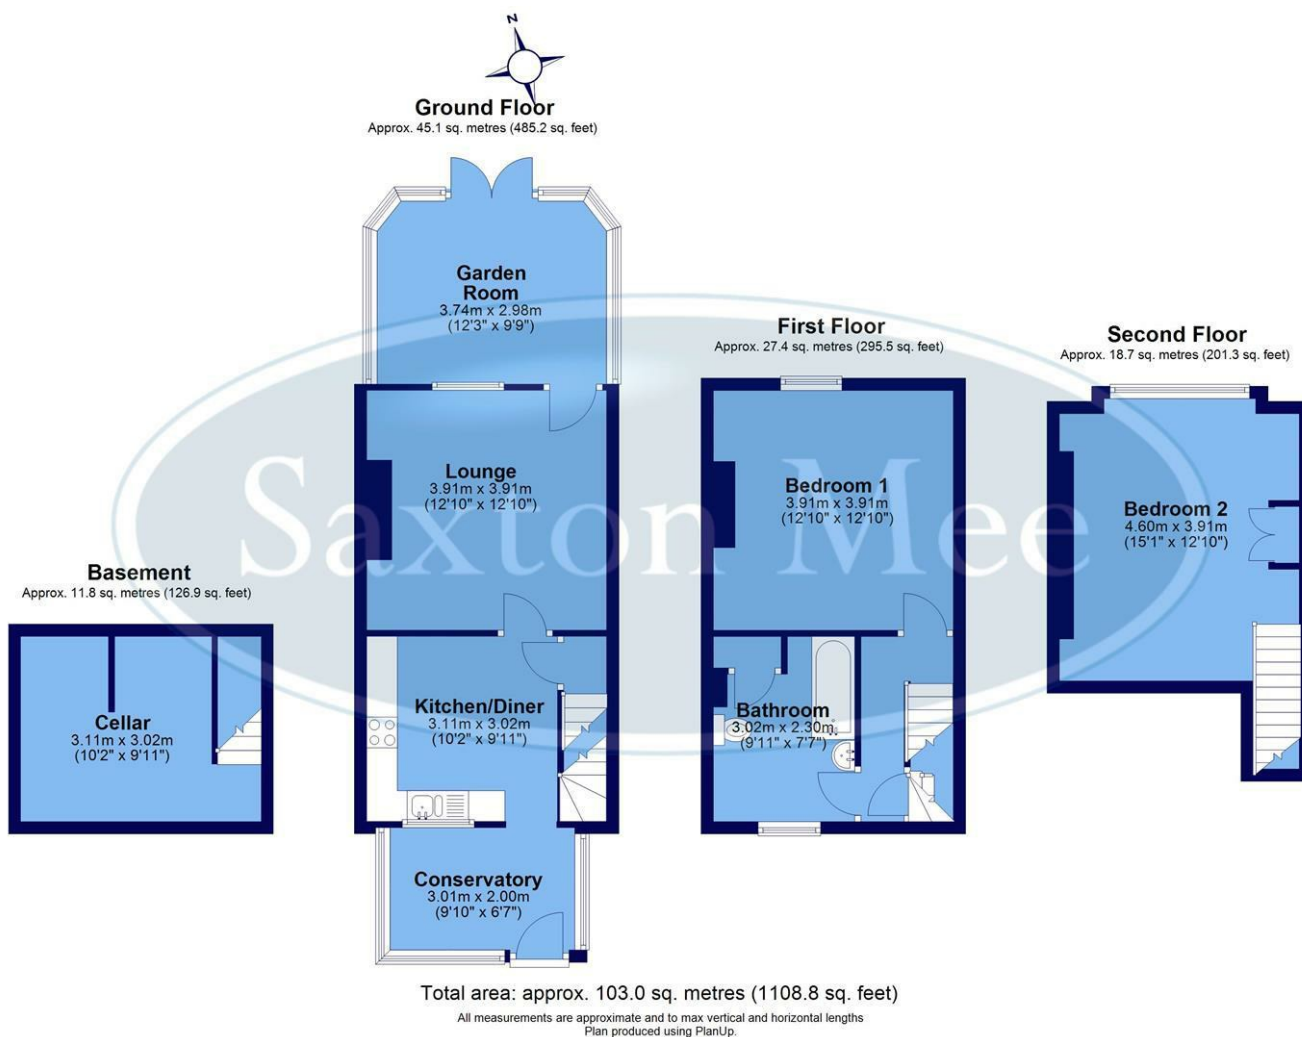 N
Ground Floor
Approx. 45.1 sq. metres (485.2 sq. feet)
Garden
Room
3.74m x 2.98m
(12'3" x 9'9")
Lounge
3.91m x 3.91m
(12'10" x 12'10")
Kitchen/Diner
3.11m x 3.02m
(10'2" x 9'11")
Conservatory
3.01m x 2.00m
(9'10" x 6'7")
First Floor
Approx. 27.4 sq. metres (295.5 sq. feet)
Bedroom 1
3.91m x 3.91m
(12'10" x 12'10")
Bathroom
3.02m x 2.30m
(9'11" x 7'7")
Second Floor
Approx. 18.7 sq. metres (201.3 sq. feet)
Bedroom 2
4.60m x 3.91m
(15'1" x 12'10")
Basement
Approx. 11.8 sq. metres (126.9 sq. feet)
Cellar
3.11m x 3.02m
(10'2" x 9'11")
Saxton Mee
Total area: approx. 103.0 sq. metres (1108.8 sq. feet)
All measurements are approximate and to max vertical and horizontal lengths
Plan produced using PlanUp.